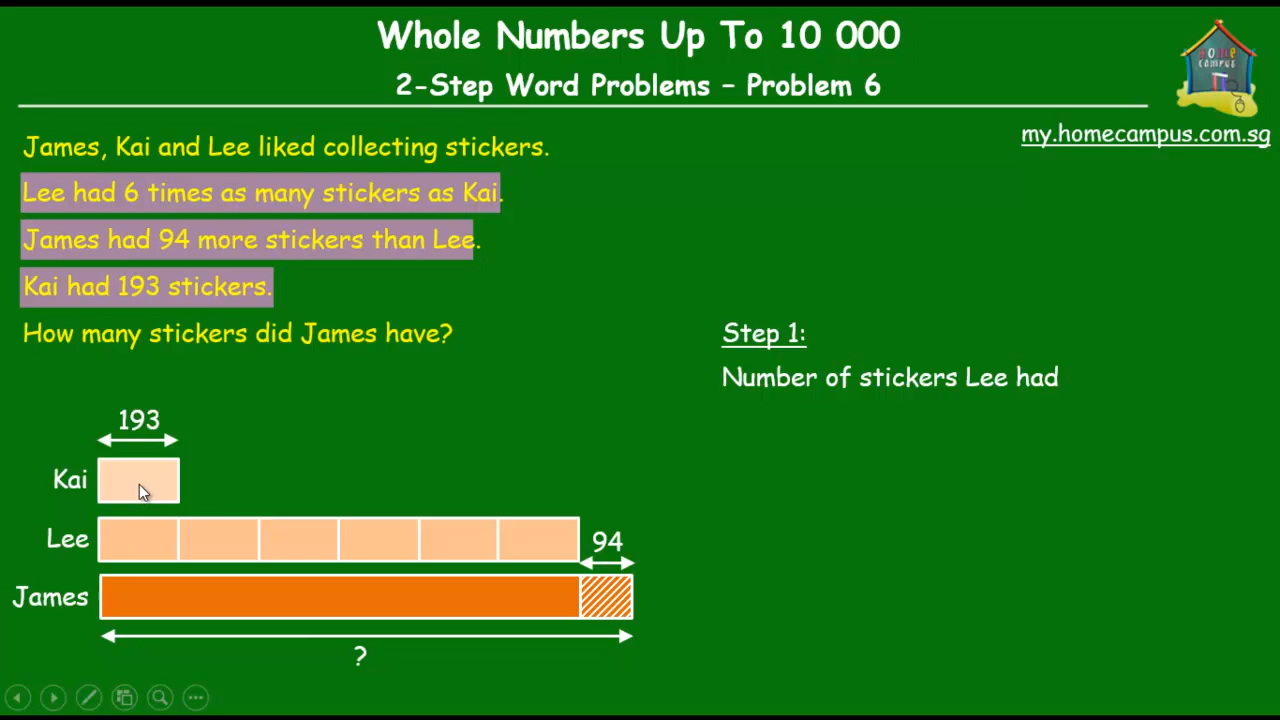 Whole Numbers Up To 10 000
2-Step Word Problems – Problem 6
HOME
campus
my.homecampus.com.sg
James, Kai and Lee liked collecting stickers.
Lee had 6 times as many stickers as Kai.
James had 94 more stickers than Lee.
Kai had 193 stickers.
How many stickers did James have?
Step 1:
Number of stickers Lee had
193
Kai
Lee
94
James
?